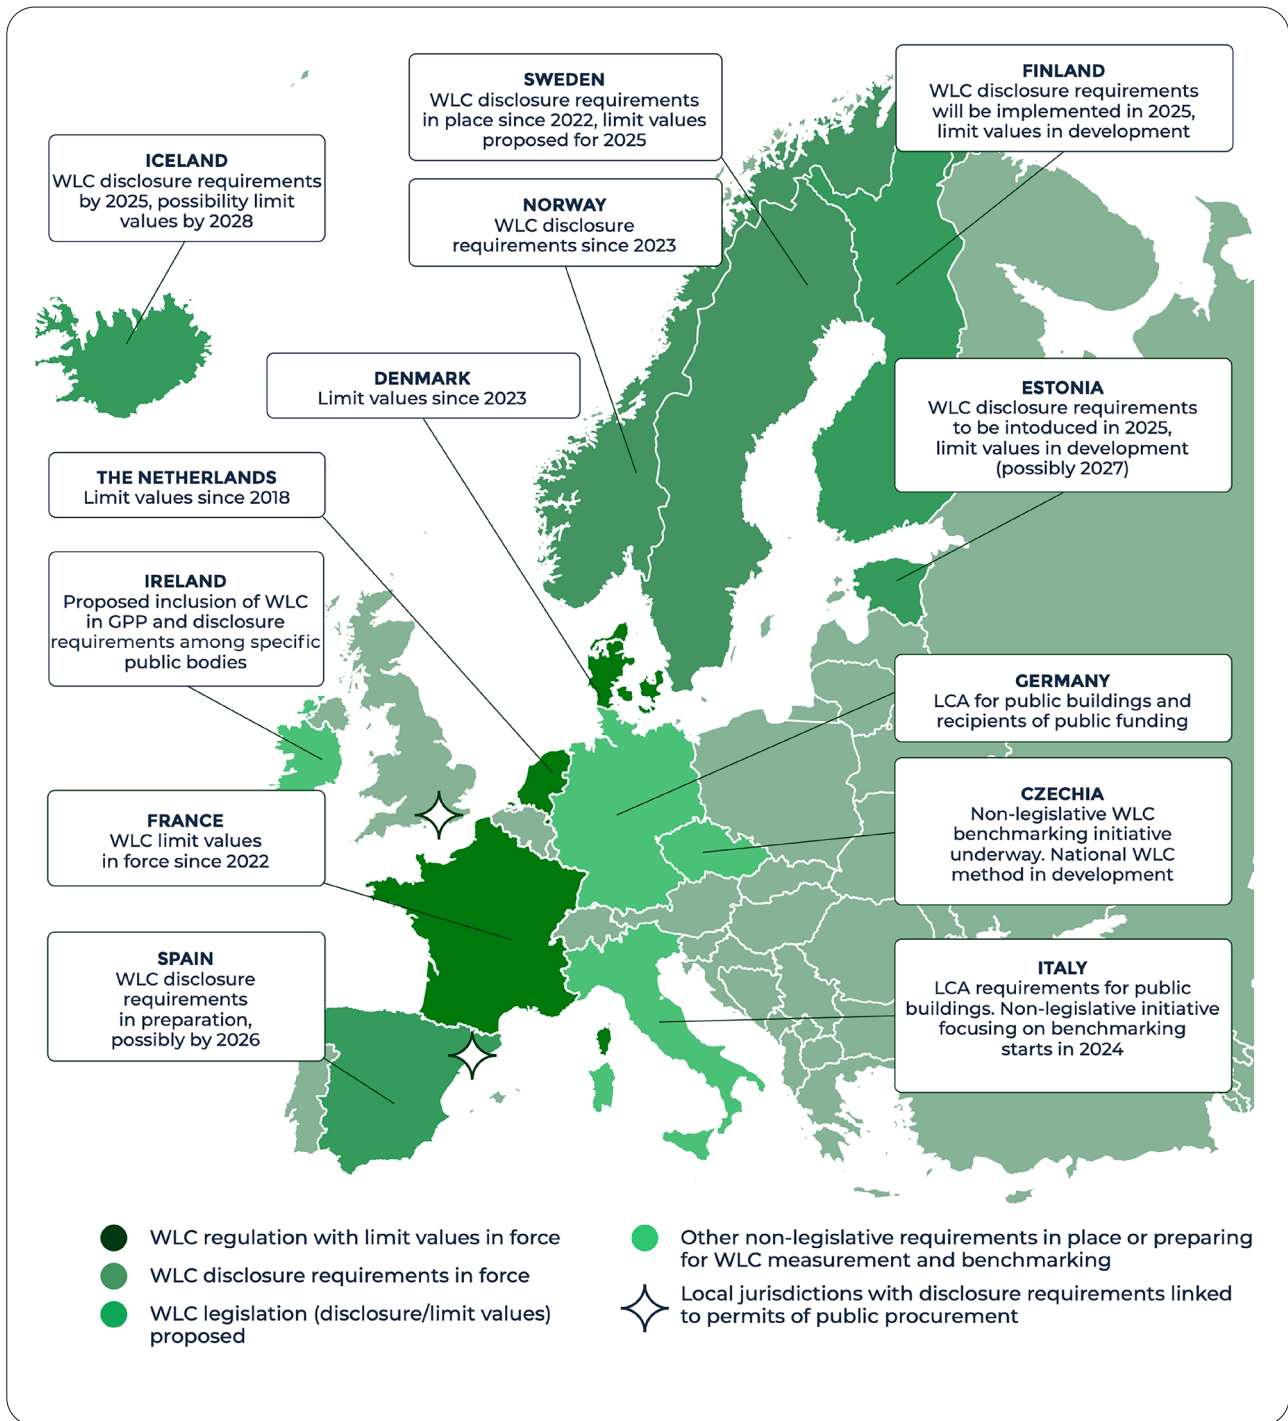 SWEDEN
WLC disclosure requirements
in place since 2022, limit values
proposed for 2025
FINLAND
WLC disclosure requirements
will be implemented in 2025,
limit values in development
ICELAND
WLC disclosure requirements
by 2025, possibility limit
values by 2028
NORWAY
WLC disclosure
requirements since 2023
DENMARK
Limit values since 2023
ESTONIA
WLC disclosure requirements
to be intoduced in 2025,
limit values in development
(possibly 2027)
THE NETHERLANDS
Limit values since 2018
IRELAND
Proposed inclusion of WLC
in GPP and disclosure
requirements among specific
public bodies
GERMANY
LCA for public buildings and
recipients of public funding
FRANCE
WLC limit values
in force since 2022
CZECHIA
Non-legislative WLC
benchmarking initiative
underway. National WLC
method in development
SPAIN
WLC disclosure
requirements
in preparation,
possibly by 2026
ITALY
LCA requirements for public
buildings. Non-legislative initiative
focusing on benchmarking
starts in 2024
WLC regulation with limit values in force
WLC disclosure requirements in force
WLC legislation (disclosure/limit values)
proposed
Other non-legislative requirements in place or preparing
for WLC measurement and benchmarking
Local jurisdictions with disclosure requirements linked
to permits of public procurement